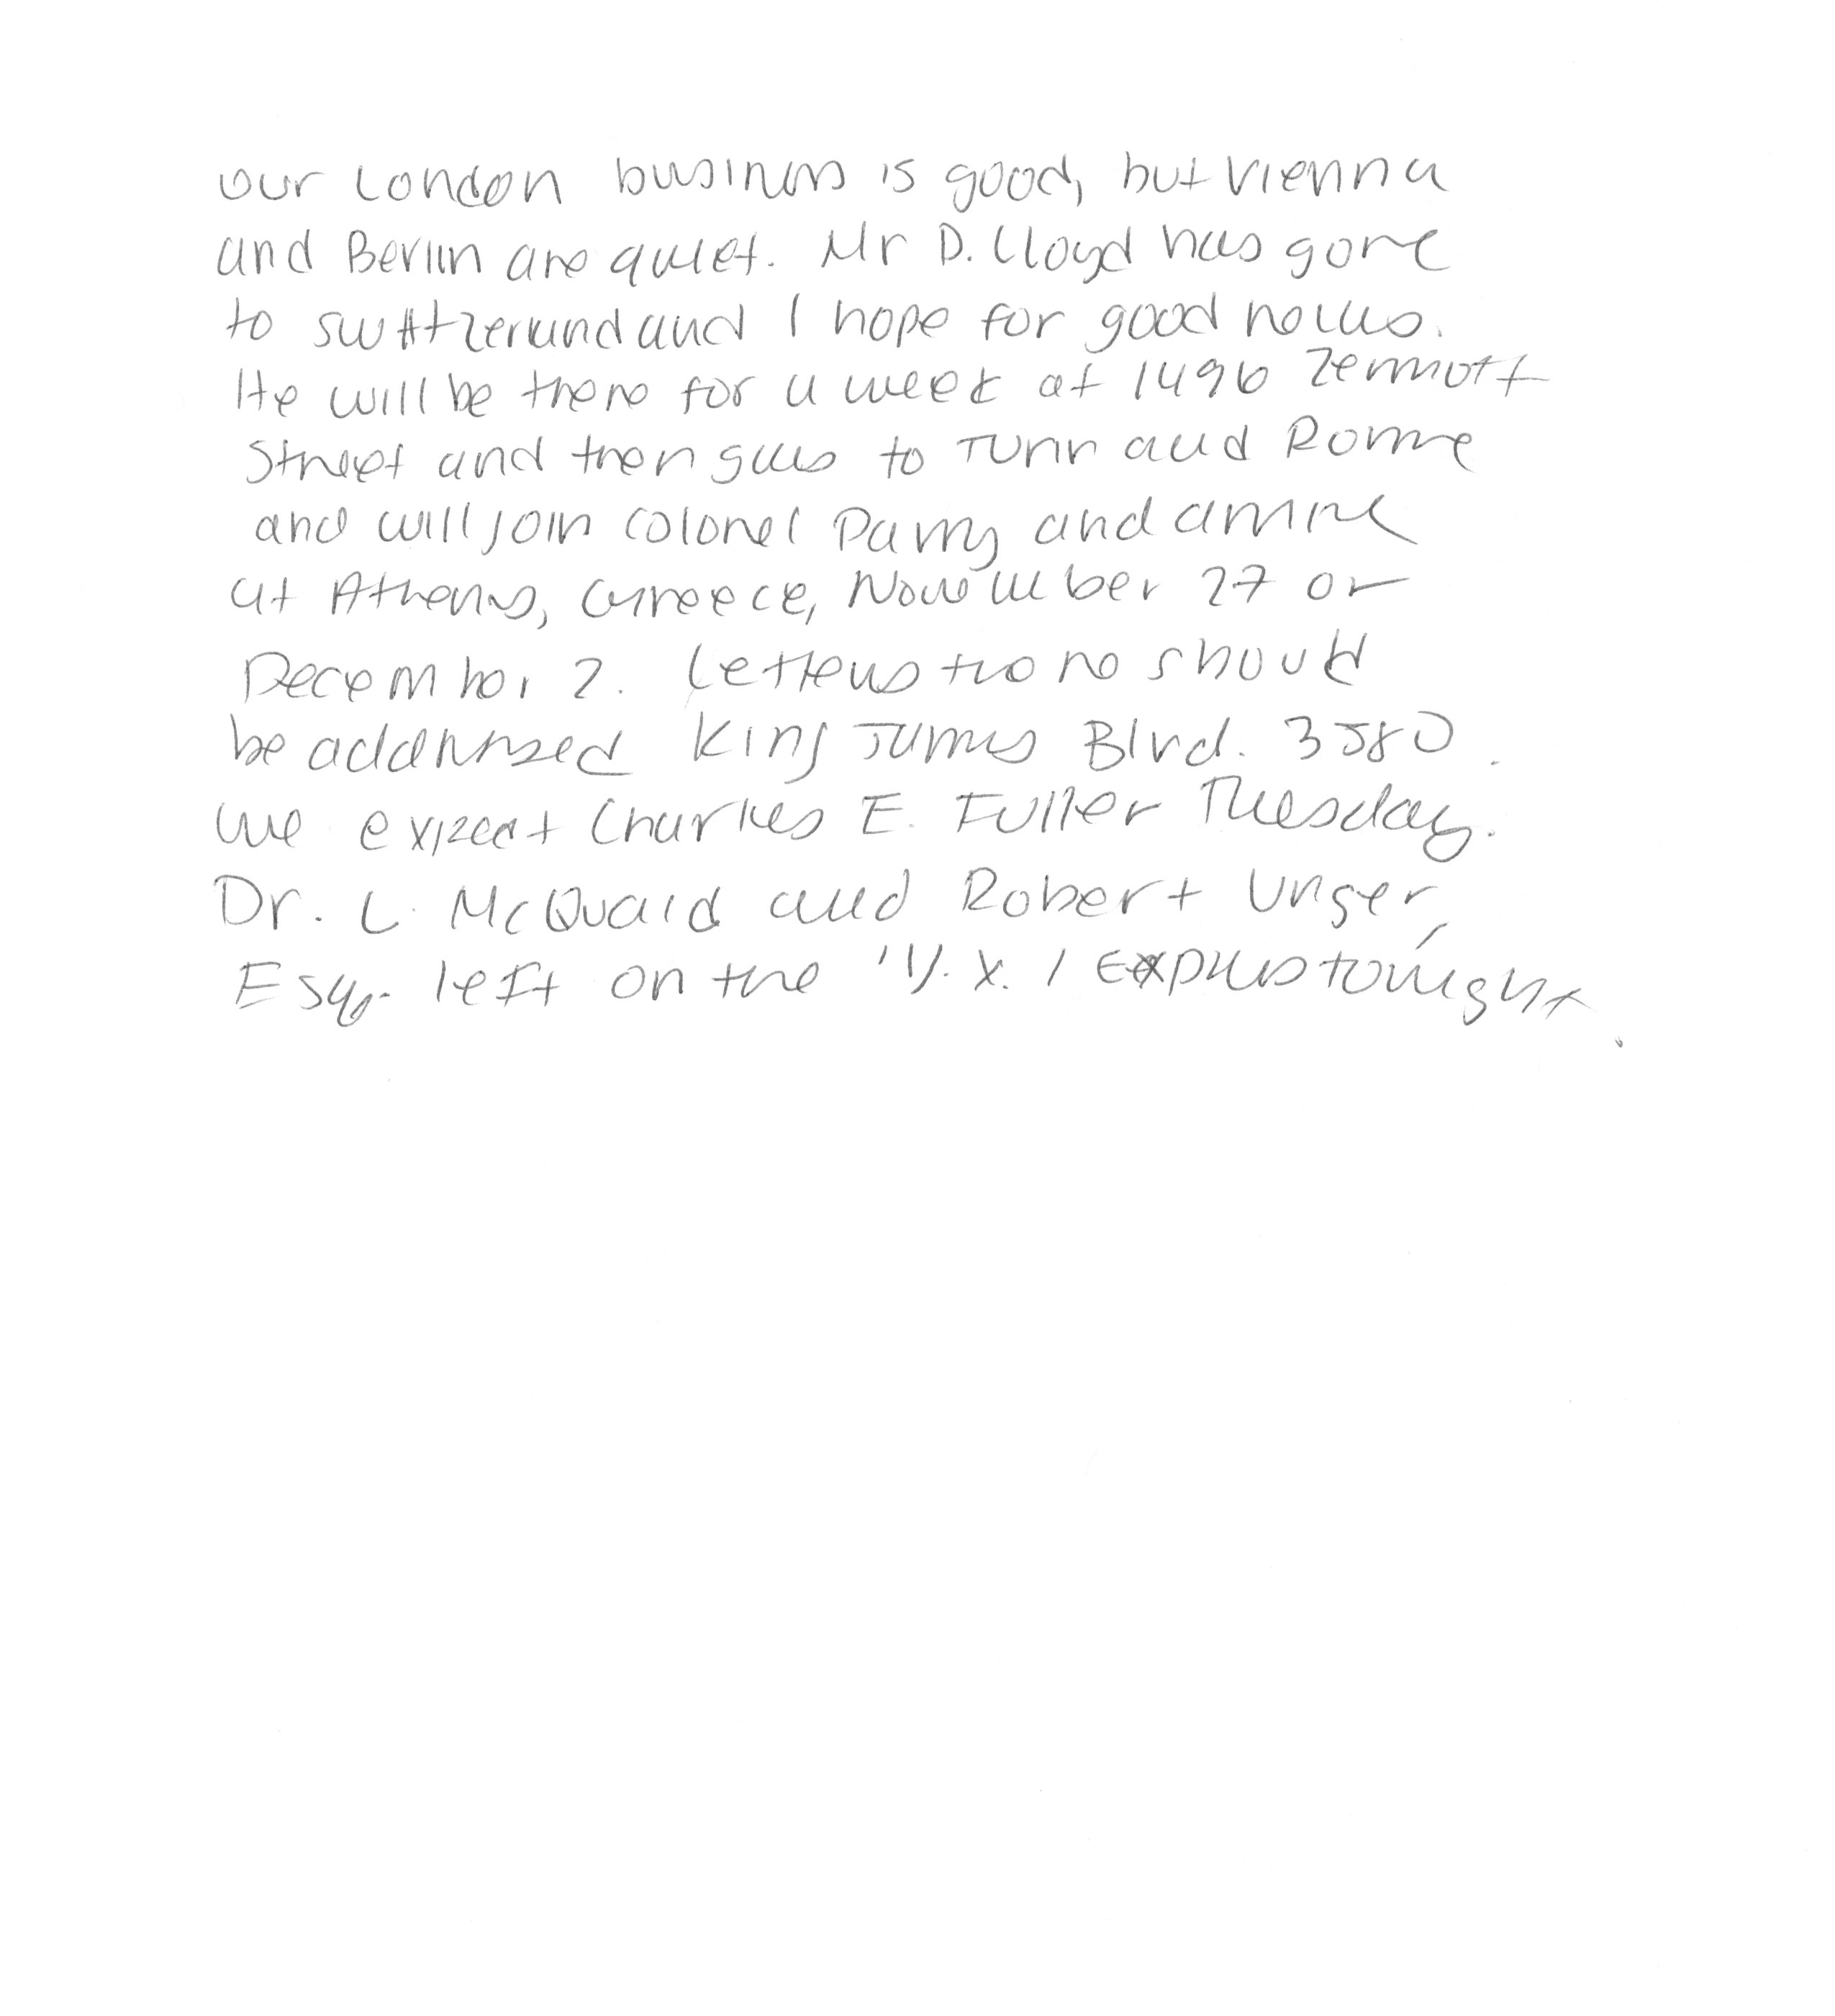 our London business is good, but Vienna
and Berlin are quiet. Mr D. Lloyd has gone
to Switzerland and I hope for good news.
He will be there for a week at 1496 Zermott
Street and then goes to Turin and Rome
and will join Colonel Parry and arrive
at Athens, Greece, November 27 or
December 2. Letters there should
be addressed King James Blvd. 3580.
We expect Charles E. Fuller Tuesday.
Dr. L. McQuaid and Robert Unger,
Esq. left on the 'Y. X.' Express tonight.